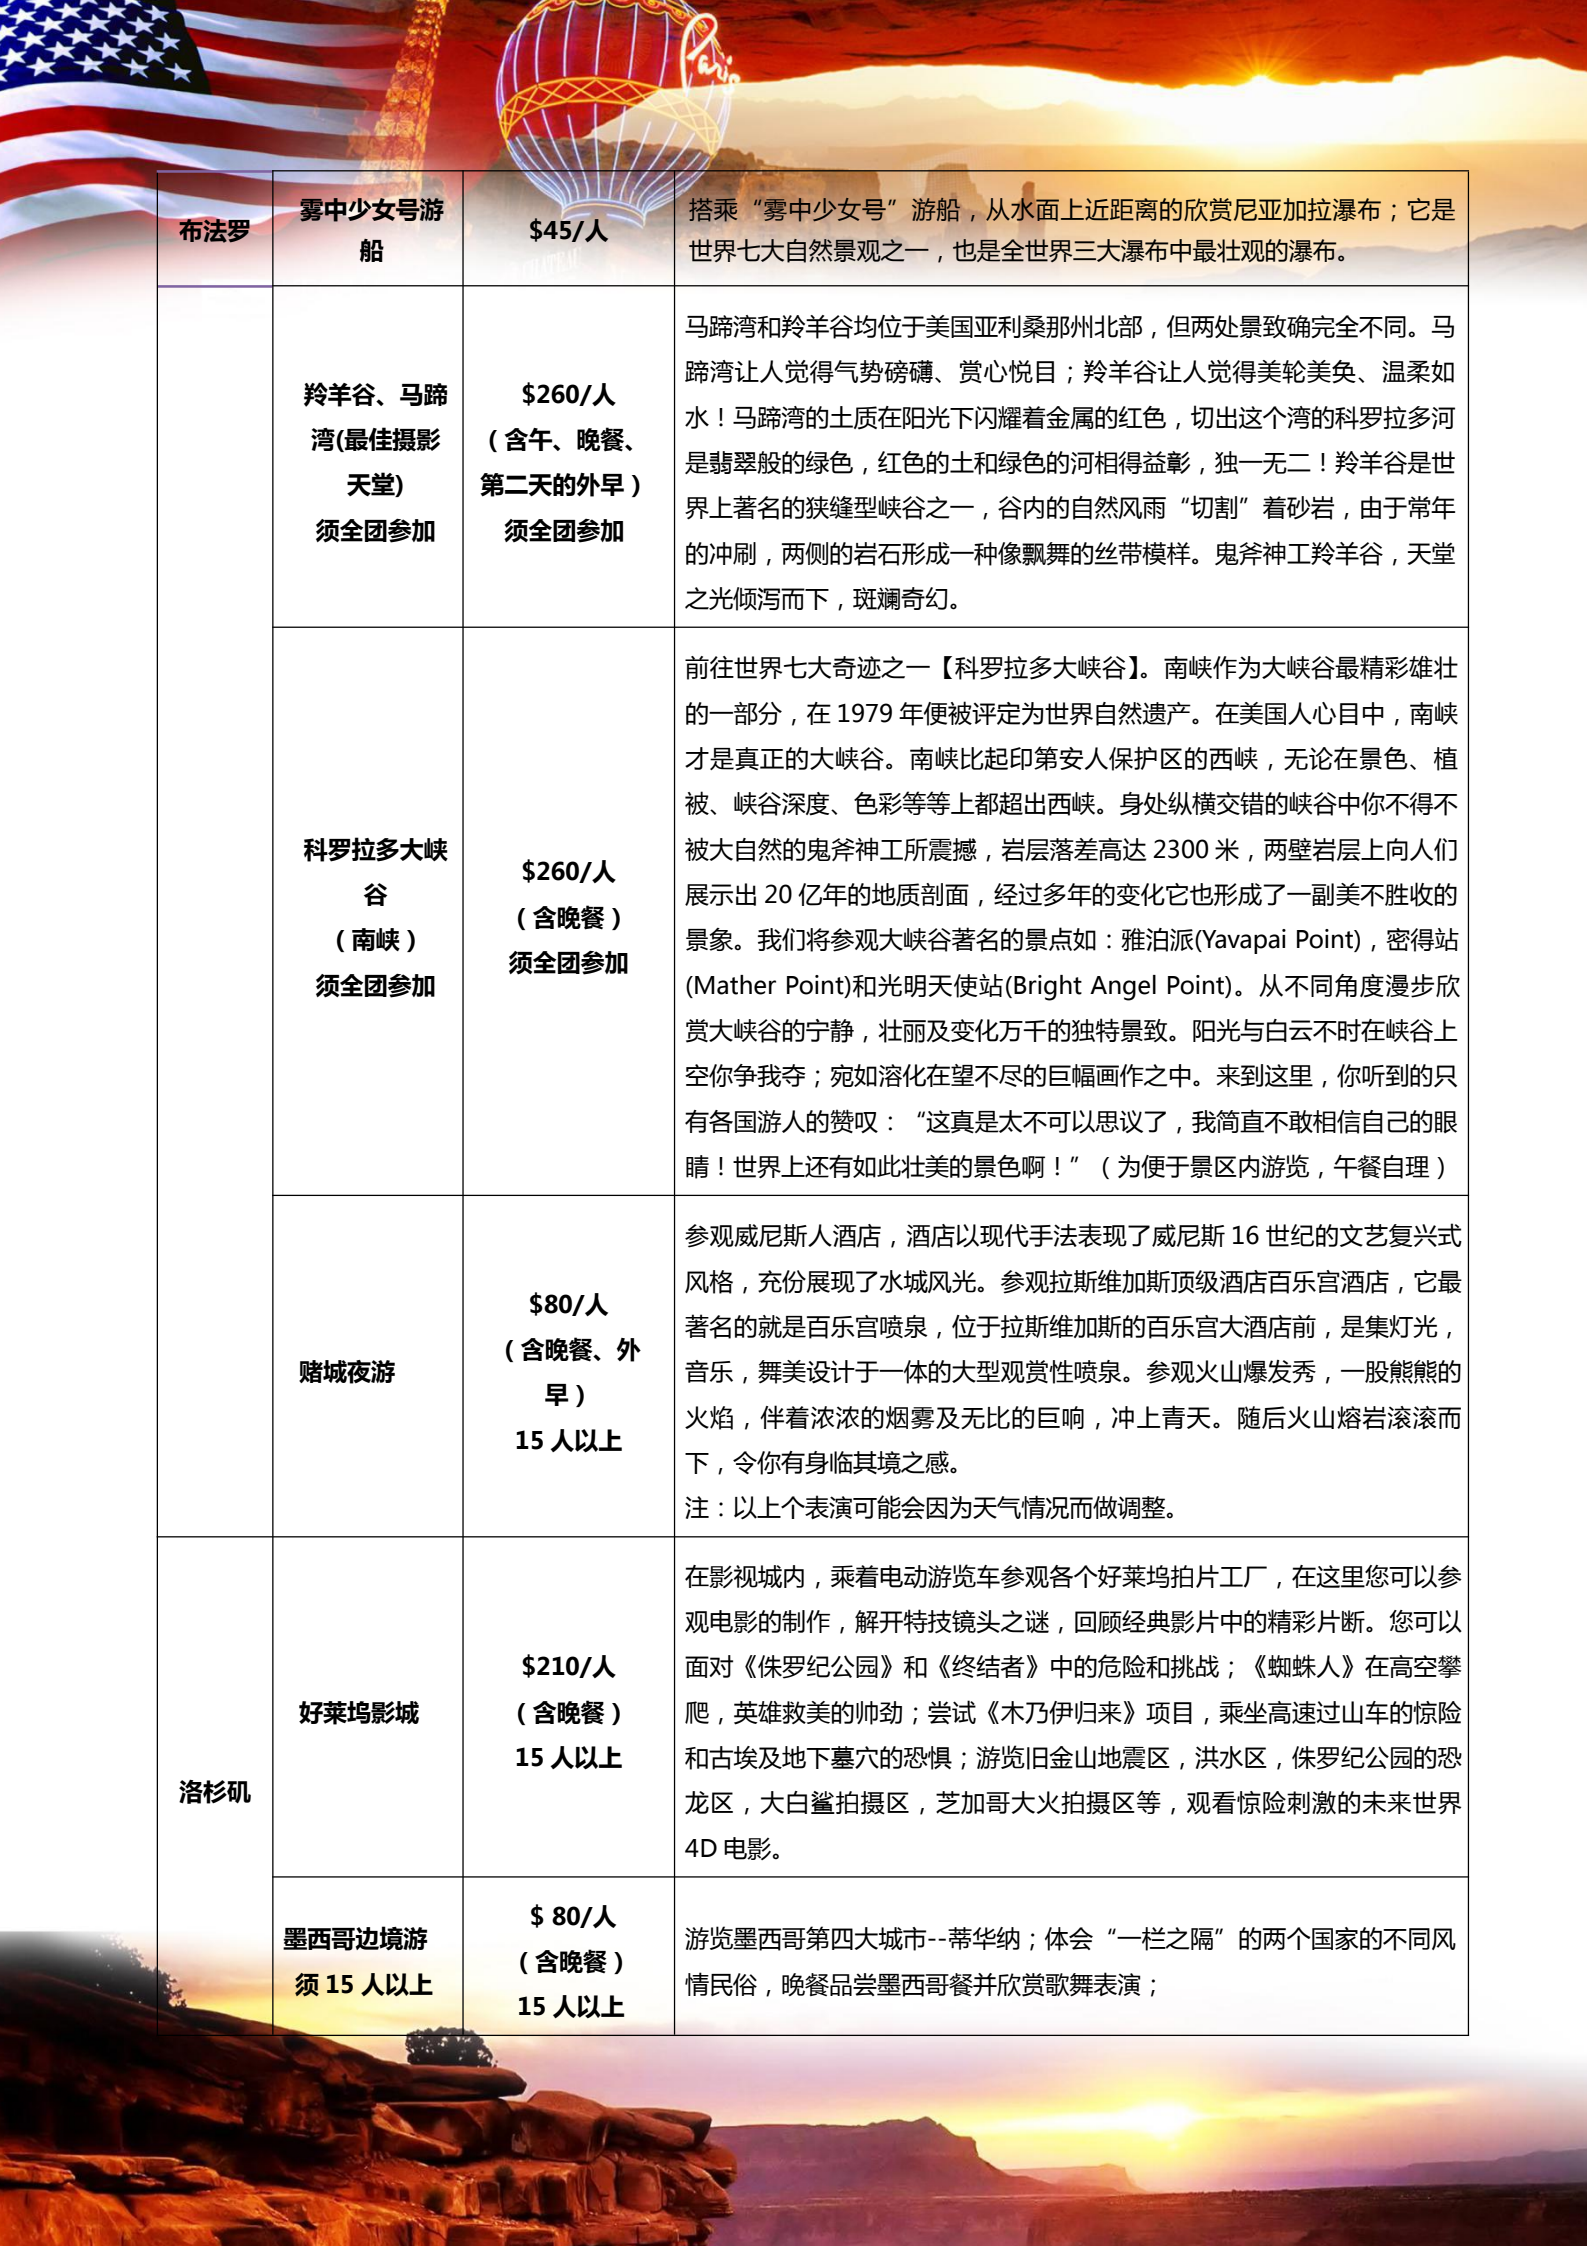 Paris
布法罗
雾中少女号游
船
$45/人
搭乘“雾中少女号”游船，从水面上近距离的欣赏尼亚加拉瀑布；它是
世界七大自然景观之一，也是全世界三大瀑布中最壮观的瀑布。
羚羊谷、马蹄
湾(最佳摄影
天堂)
须全团参加
$260/人
（含午、晚餐、
第二天的外早）
须全团参加
马蹄湾和羚羊谷均位于美国亚利桑那州北部，但两处景致确完全不同。马
蹄湾让人觉得气势磅礴、赏心悦目；羚羊谷让人觉得美轮美奂、温柔如
水！马蹄湾的土质在阳光下闪耀着金属的红色，切出这个湾的科罗拉多河
是翡翠般的绿色，红色的土和绿色的河相得益彰，独一无二！羚羊谷是世
界上著名的狭缝型峡谷之一，谷内的自然风雨“切割”着砂岩，由于常年
的冲刷，两侧的岩石形成一种像飘舞的丝带模样。鬼斧神工羚羊谷，天堂
之光倾泻而下，斑斓奇幻。
科罗拉多大峡
谷
（南峡）
须全团参加
$260/人
（含晚餐）
须全团参加
前往世界七大奇迹之一【科罗拉多大峡谷】。南峡作为大峡谷最精彩雄壮
的一部分，在 1979 年便被评定为世界自然遗产。在美国人心目中，南峡
才是真正的大峡谷。南峡比起印第安人保护区的西峡，无论在景色、植
被、峡谷深度、色彩等等上都超出西峡。身处纵横交错的峡谷中你不得不
被大自然的鬼斧神工所震撼，岩层落差高达 2300 米，两壁岩层上向人们
展示出 20 亿年的地质剖面，经过多年的变化它也形成了一副美不胜收的
景象。我们将参观大峡谷著名的景点如：雅泊派(Yavapai Point)，密得站
(Mather Point)和光明天使站(Bright Angel Point)。从不同角度漫步欣
赏大峡谷的宁静，壮丽及变化万千的独特景致。阳光与白云不时在峡谷上
空你争我夺；宛如溶化在望不尽的巨幅画作之中。来到这里，你听到的只
有各国游人的赞叹：“这真是太不可以思议了，我简直不敢相信自己的眼
睛！世界上还有如此壮美的景色啊！”（为便于景区内游览，午餐自理）
赌城夜游
$80/人
（含晚餐、外
早）
15 人以上
参观威尼斯人酒店，酒店以现代手法表现了威尼斯 16 世纪的文艺复兴式
风格，充份展现了水城风光。参观拉斯维加斯顶级酒店百乐宫酒店，它最
著名的就是百乐宫喷泉，位于拉斯维加斯的百乐宫大酒店前，是集灯光，
音乐，舞美设计于一体的大型观赏性喷泉。参观火山爆发秀，一股熊熊的
火焰，伴着浓浓的烟雾及无比的巨响，冲上青天。随后火山熔岩滚滚而
下，令你有身临其境之感。
注：以上个表演可能会因为天气情况而做调整。
洛杉矶
好莱坞影城
$210/人
（含晚餐）
15 人以上
在影视城内，乘着电动游览车参观各个好莱坞拍片工厂，在这里您可以参
观电影的制作，解开特技镜头之谜，回顾经典影片中的精彩片断。您可以
面对《侏罗纪公园》和《终结者》中的危险和挑战；《蜘蛛人》在高空攀
爬，英雄救美的帅劲；尝试《木乃伊归来》项目，乘坐高速过山车的惊险
和古埃及地下墓穴的恐惧；游览旧金山地震区，洪水区，侏罗纪公园的恐
龙区，大白鲨拍摄区，芝加哥大火拍摄区等，观看惊险刺激的未来世界
4D 电影。
墨西哥边境游
须 15 人以上
$ 80/人
（含晚餐）
15 人以上
游览墨西哥第四大城市--蒂华纳；体会“一栏之隔”的两个国家的不同风
情民俗，晚餐品尝墨西哥餐并欣赏歌舞表演；